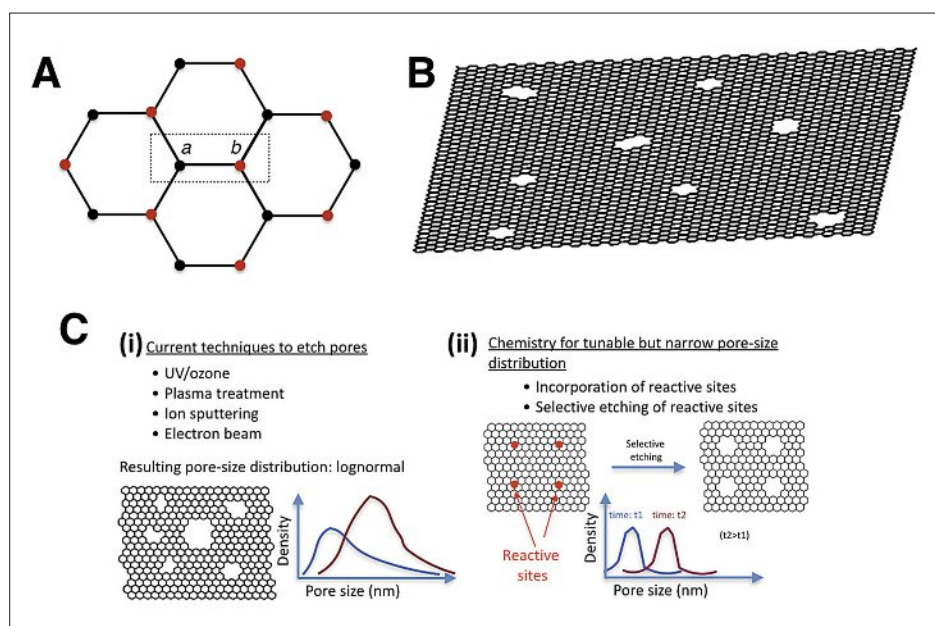 A
a
b
B
C
(i) Current techniques to etch pores
• UV/ozone
• Plasma treatment
• Ion sputtering
• Electron beam
Resulting pore-size distribution: lognormal
Density
Pore size (nm)
(ii) Chemistry for tunable but narrow pore-size
distribution
• Incorporation of reactive sites
• Selective etching of reactive sites
Selective
etching
Reactive
sites
Density
time: t1
time: t2
(t2>t1)
Pore size (nm)